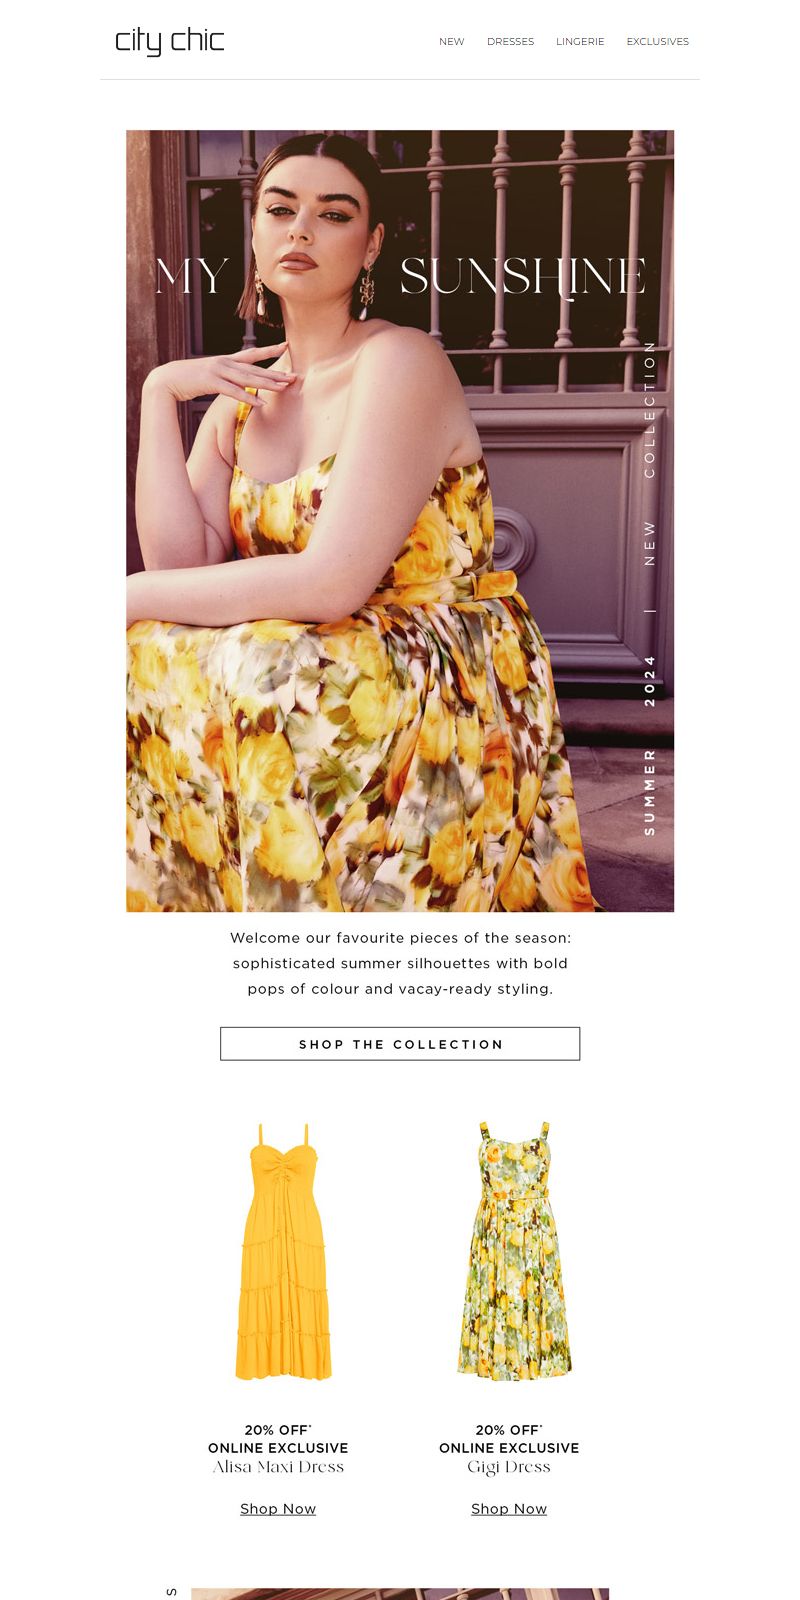 city chic
NEW DRESSES LINGERIE EXCLUSIVES
MY SUNSHINE
SUMMER 2024 | NEW COLLECTION
Welcome our favourite pieces of the season:
sophisticated summer silhouettes with bold
pops of colour and vacay-ready styling.
SHOP THE COLLECTION
20% OFF*
ONLINE EXCLUSIVE
Alisa Maxi Dress
Shop Now
20% OFF*
ONLINE EXCLUSIVE
Gigi Dress
Shop Now
S